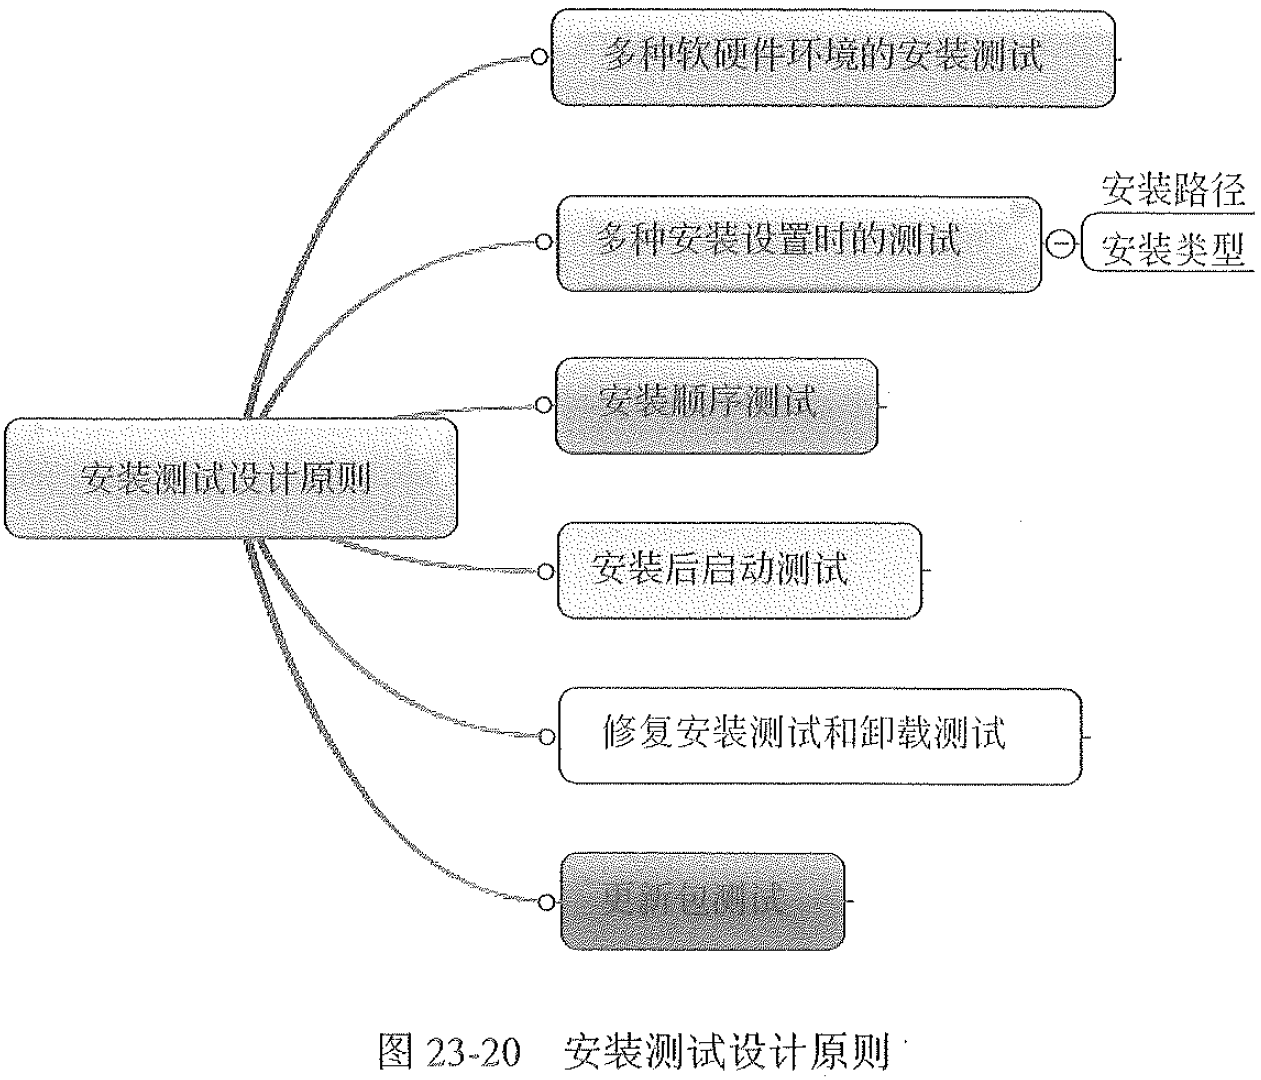 多种软硬件环境的安装测试
安装路径
多种安装设置时的测试
安装类型
安装顺序测试
安装测试设计原则
安装后启动测试
修复安装测试和卸载测试
更新包测试
图 23-20 安装测试设计原则